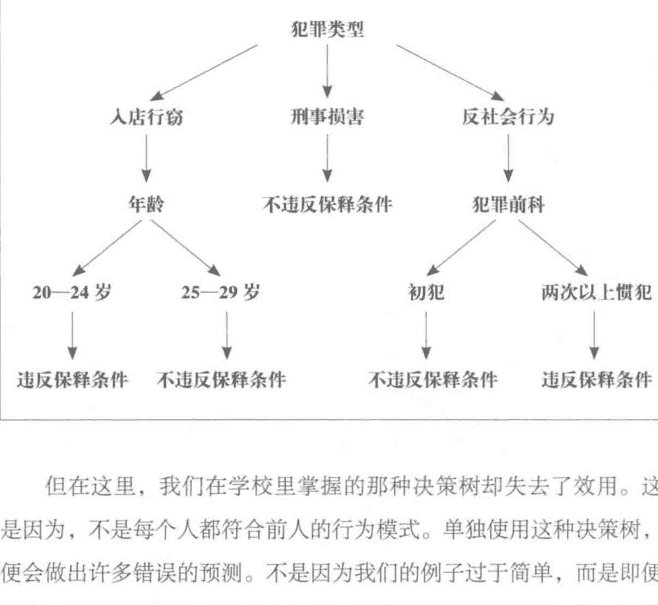 犯罪类型
入店行窃 刑事损害 反社会行为
年龄 不违反保释条件 犯罪前科
20—24 岁 25—29 岁 初犯 两次以上惯犯
违反保释条件 不违反保释条件 不违反保释条件 违反保释条件
但在这里，我们在学校里掌握的那种决策树却失去了效用。这
是因为，不是每个人都符合前人的行为模式。单独使用这种决策树，
便会做出许多错误的预测。不是因为我们的例子过于简单，而是即便